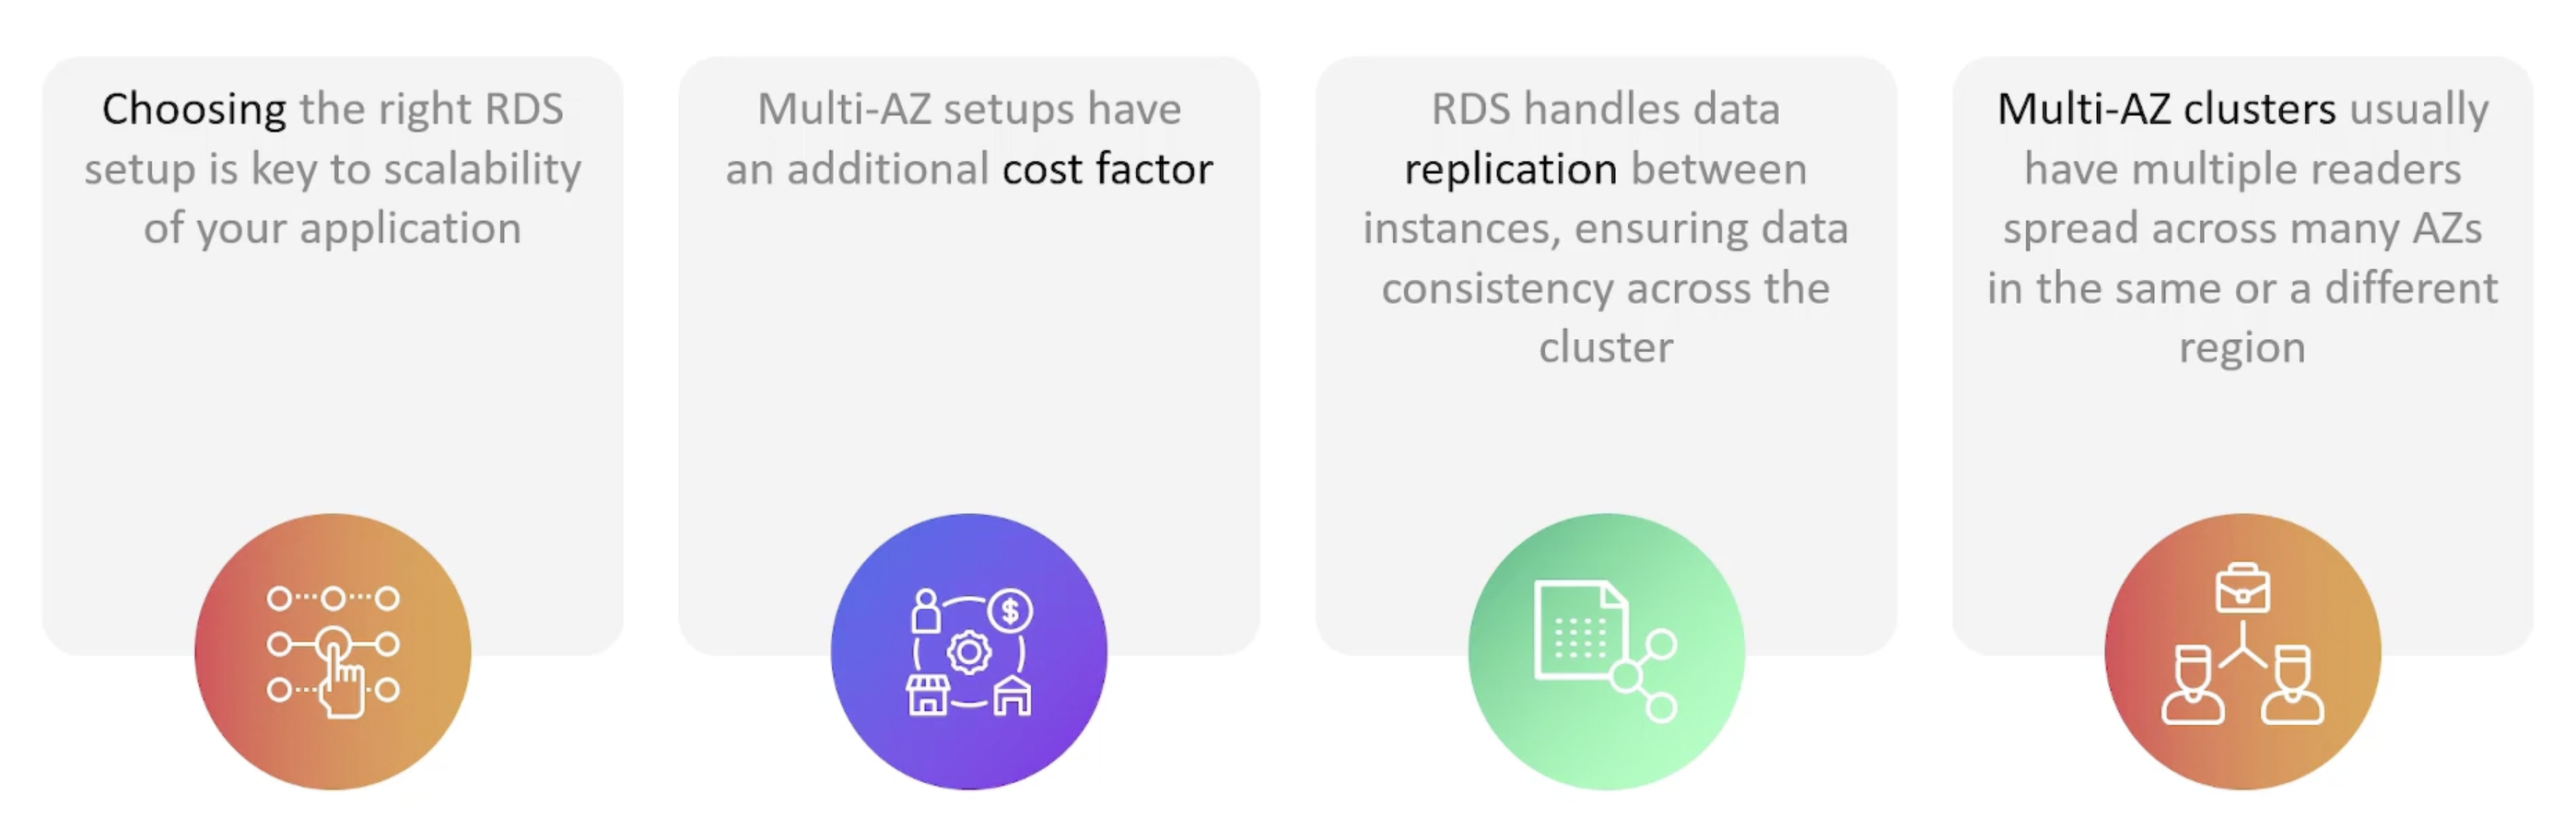 Choosing the right RDS
setup is key to scalability
of your application
Multi-AZ setups have
an additional cost factor
RDS handles data
replication between
instances, ensuring data
consistency across the
cluster
Multi-AZ clusters usually
have multiple readers
spread across many AZs
in the same or a different
region
$